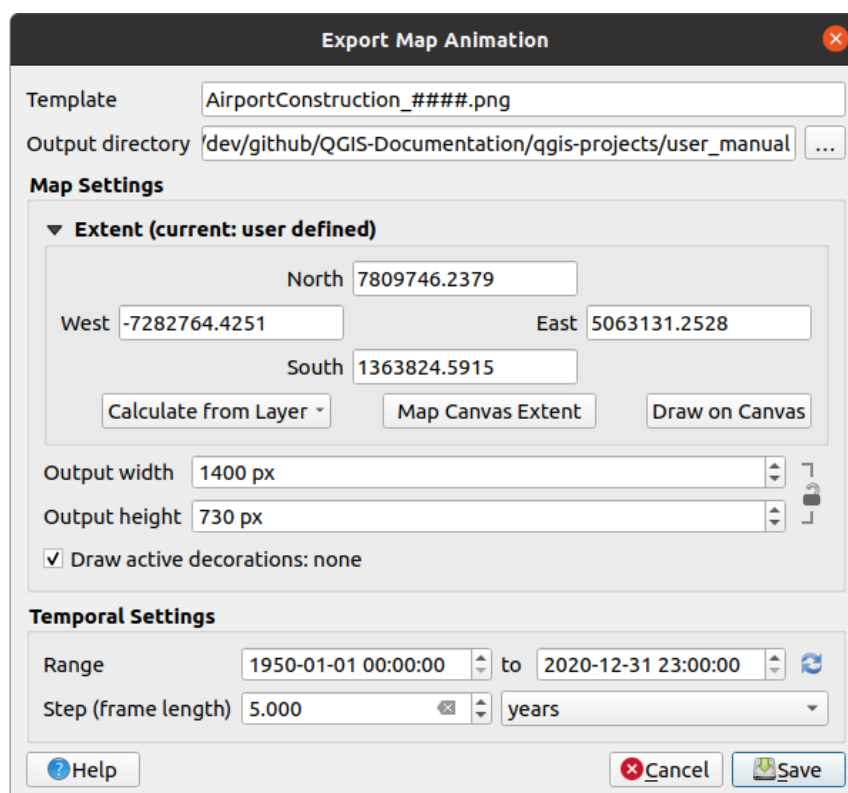 Export Map Animation
Template AirportConstruction_####.png
Output directory /dev/github/QGIS-Documentation/qgis-projects/user_manual ...
Map Settings
Extent (current: user defined)
North 7809746.2379
West -7282764.4251 East 5063131.2528
South 1363824.5915
Calculate from Layer Map Canvas Extent Draw on Canvas
Output width 1400 px
Output height 730 px
Draw active decorations: none
Temporal Settings
Range 1950-01-01 00:00:00 to 2020-12-31 23:00:00
Step (frame length) 5.000 years
Help Cancel Save